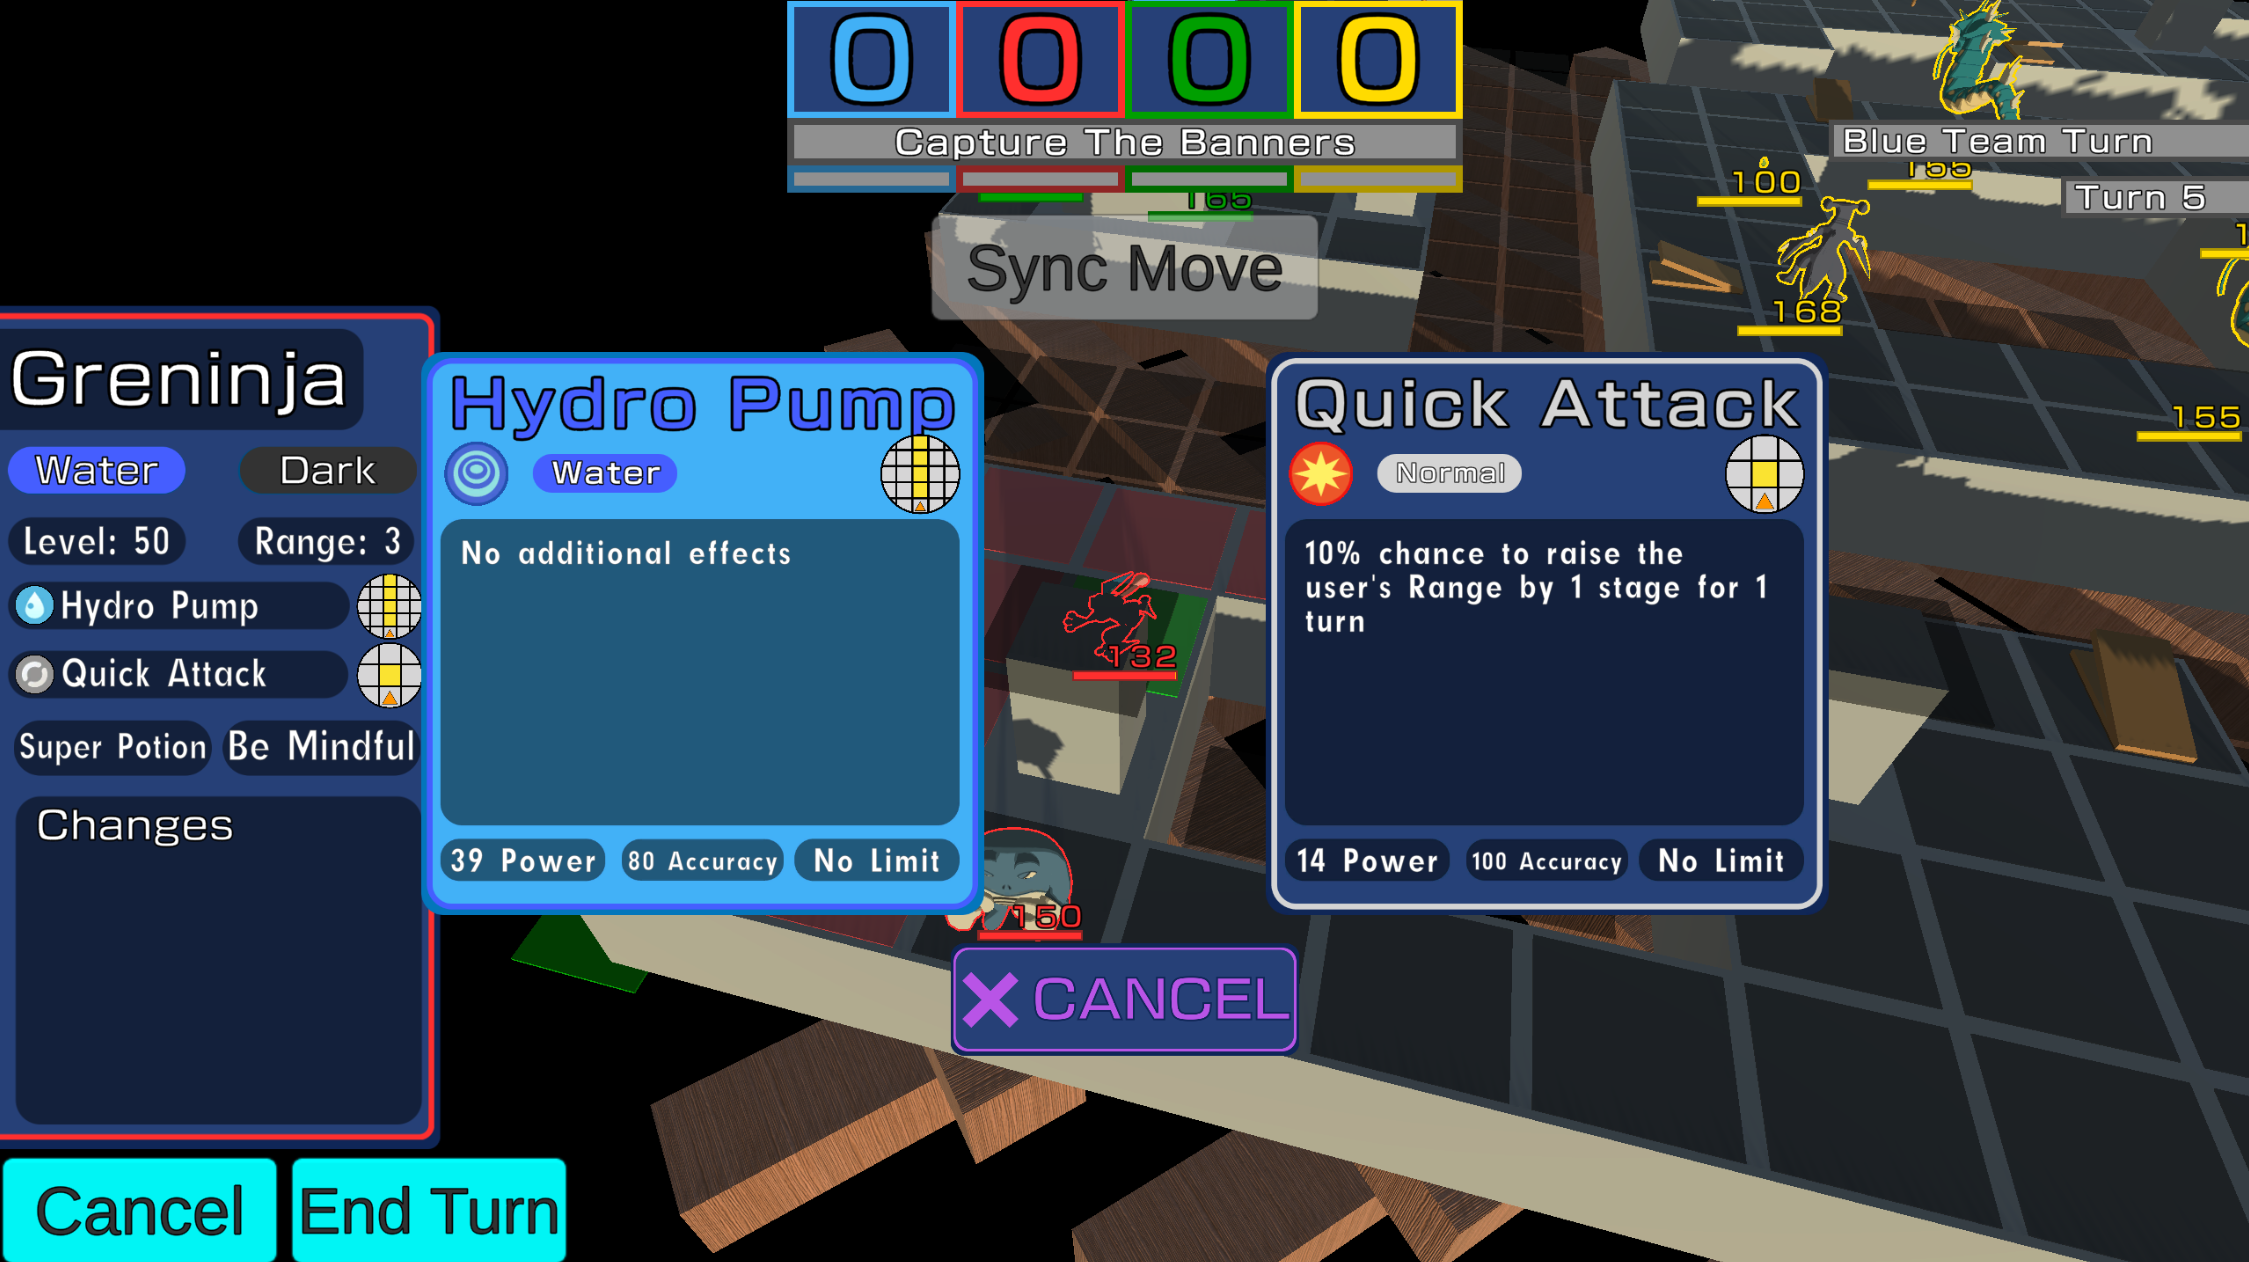 0 0 0 0
Capture The Banners
Blue Team Turn
Turn 5
165
100
155
168
155
Sync Move
Greninja
Water Dark
Level: 50 Range: 3
Hydro Pump
Quick Attack
Super Potion Be Mindful
Changes
Hydro Pump
Water
No additional effects
39 Power 80 Accuracy No Limit
Quick Attack
Normal
10% chance to raise the
user's Range by 1 stage for 1
turn
14 Power 100 Accuracy No Limit
132
150
CANCEL
Cancel End Turn